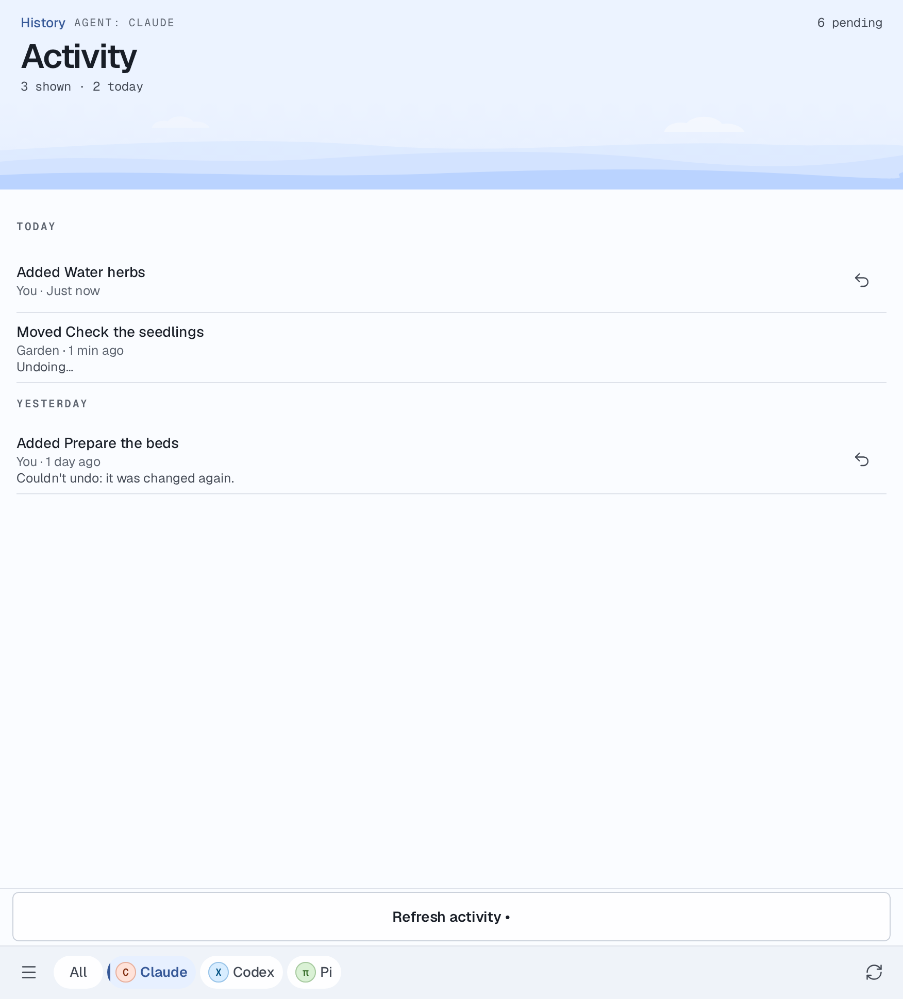 History AGENT: CLAUDE
6 pending
Activity
3 shown · 2 today
TODAY
Added Water herbs
You · Just now
Moved Check the seedlings
Garden · 1 min ago
Undoing…
YESTERDAY
Added Prepare the beds
You · 1 day ago
Couldn't undo: it was changed again.
Refresh activity •
All C Claude X Codex π Pi